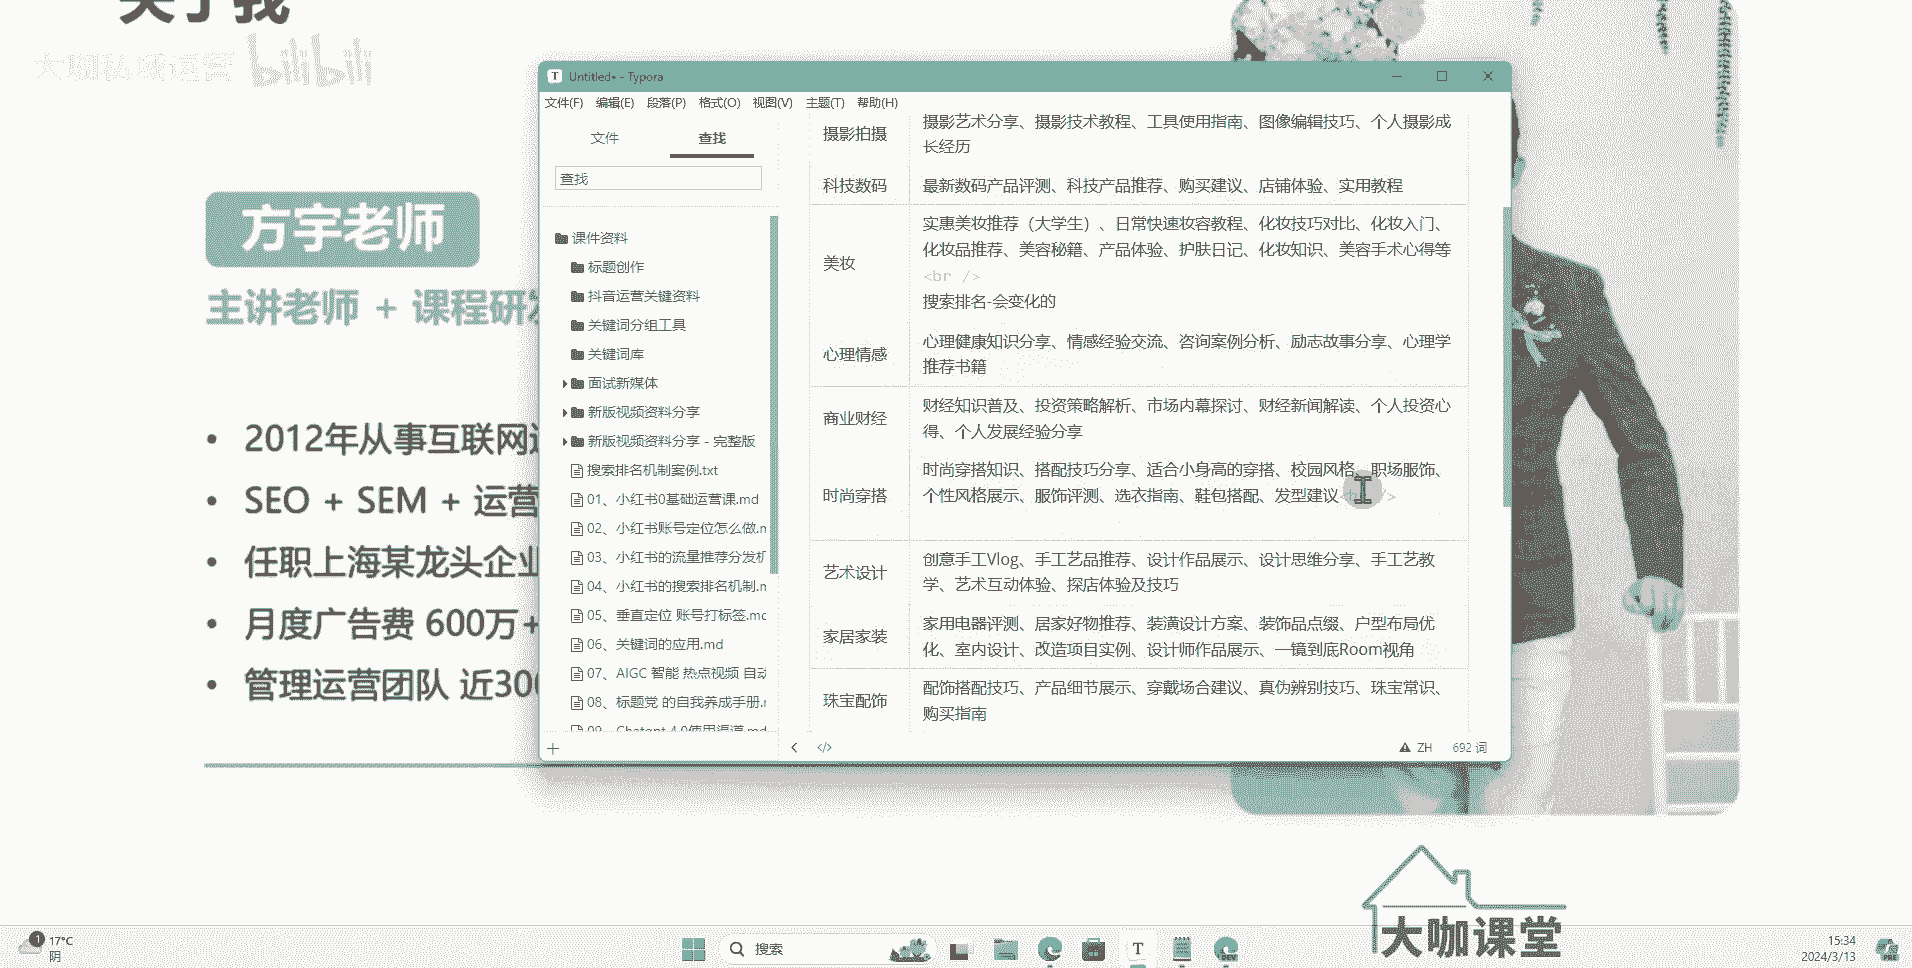 关于我
大咖私域运营 bilibili
方宇老师
主讲老师 + 课程研发
• 2012年从事互联网
• SEO + SEM + 运营
• 任职上海某龙头企业
• 月度广告费 600万+
• 管理运营团队 近300
Untitled• - Typora
文件(F) 编辑(E) 段落(P) 格式(O) 视图(V) 主题(T) 帮助(H)
文件 查找
查找
课件资料
标题创作
抖音运营关键资料
关键词分组工具
关键词库
面试新媒体
新版视频资料分享
新版视频资料分享 - 完整版
搜索排名机制案例.txt
01、小红书0基础运营课.md
02、小红书账号定位怎么做.m
03、小红书的流量推荐分发机
04、小红书的搜索排名机制.m
05、垂直定位 账号打标签.md
06、关键词的应用.md
07、AIGC 智能 热点视频 自动
08、标题党 的自我养成手册.m
09、Chatgpt 4.0使用渠道.md
摄影拍摄
摄影艺术分享、摄影技术教程、工具使用指南、图像编辑技巧、个人摄影成
长经历
科技数码
最新数码产品评测、科技产品推荐、购买建议、店铺体验、实用教程
美妆
实惠美妆推荐（大学生）、日常快速妆容教程、化妆技巧对比、化妆入门、
化妆品推荐、美容秘籍、产品体验、护肤日记、化妆知识、美容手术心得等
<br />
搜索排名-会变化的
心理情感
心理健康知识分享、情感经验交流、咨询案例分析、励志故事分享、心理学
推荐书籍
商业财经
财经知识普及、投资策略解析、市场内幕探讨、财经新闻解读、个人投资心
得、个人发展经验分享
时尚穿搭
时尚穿搭知识、搭配技巧分享、适合小身高的穿搭、校园风格、职场服饰、
个性风格展示、服饰评测、选衣指南、鞋包搭配、发型建议
艺术设计
创意手工Vlog、手工艺品推荐、设计作品展示、设计思维分享、手工艺教
学、艺术互动体验、探店体验及技巧
家居家装
家用电器评测、居家好物推荐、装潢设计方案、装饰品点缀、户型布局优
化、室内设计、改造项目实例、设计师作品展示、一镜到底Room视角
珠宝配饰
配饰搭配技巧、产品细节展示、穿戴场合建议、真伪辨别技巧、珠宝常识、
购买指南
ZH 692 词
大咖课堂
1 17°C
阴
搜索
T
DEV
15:34
2024/3/13
PRE